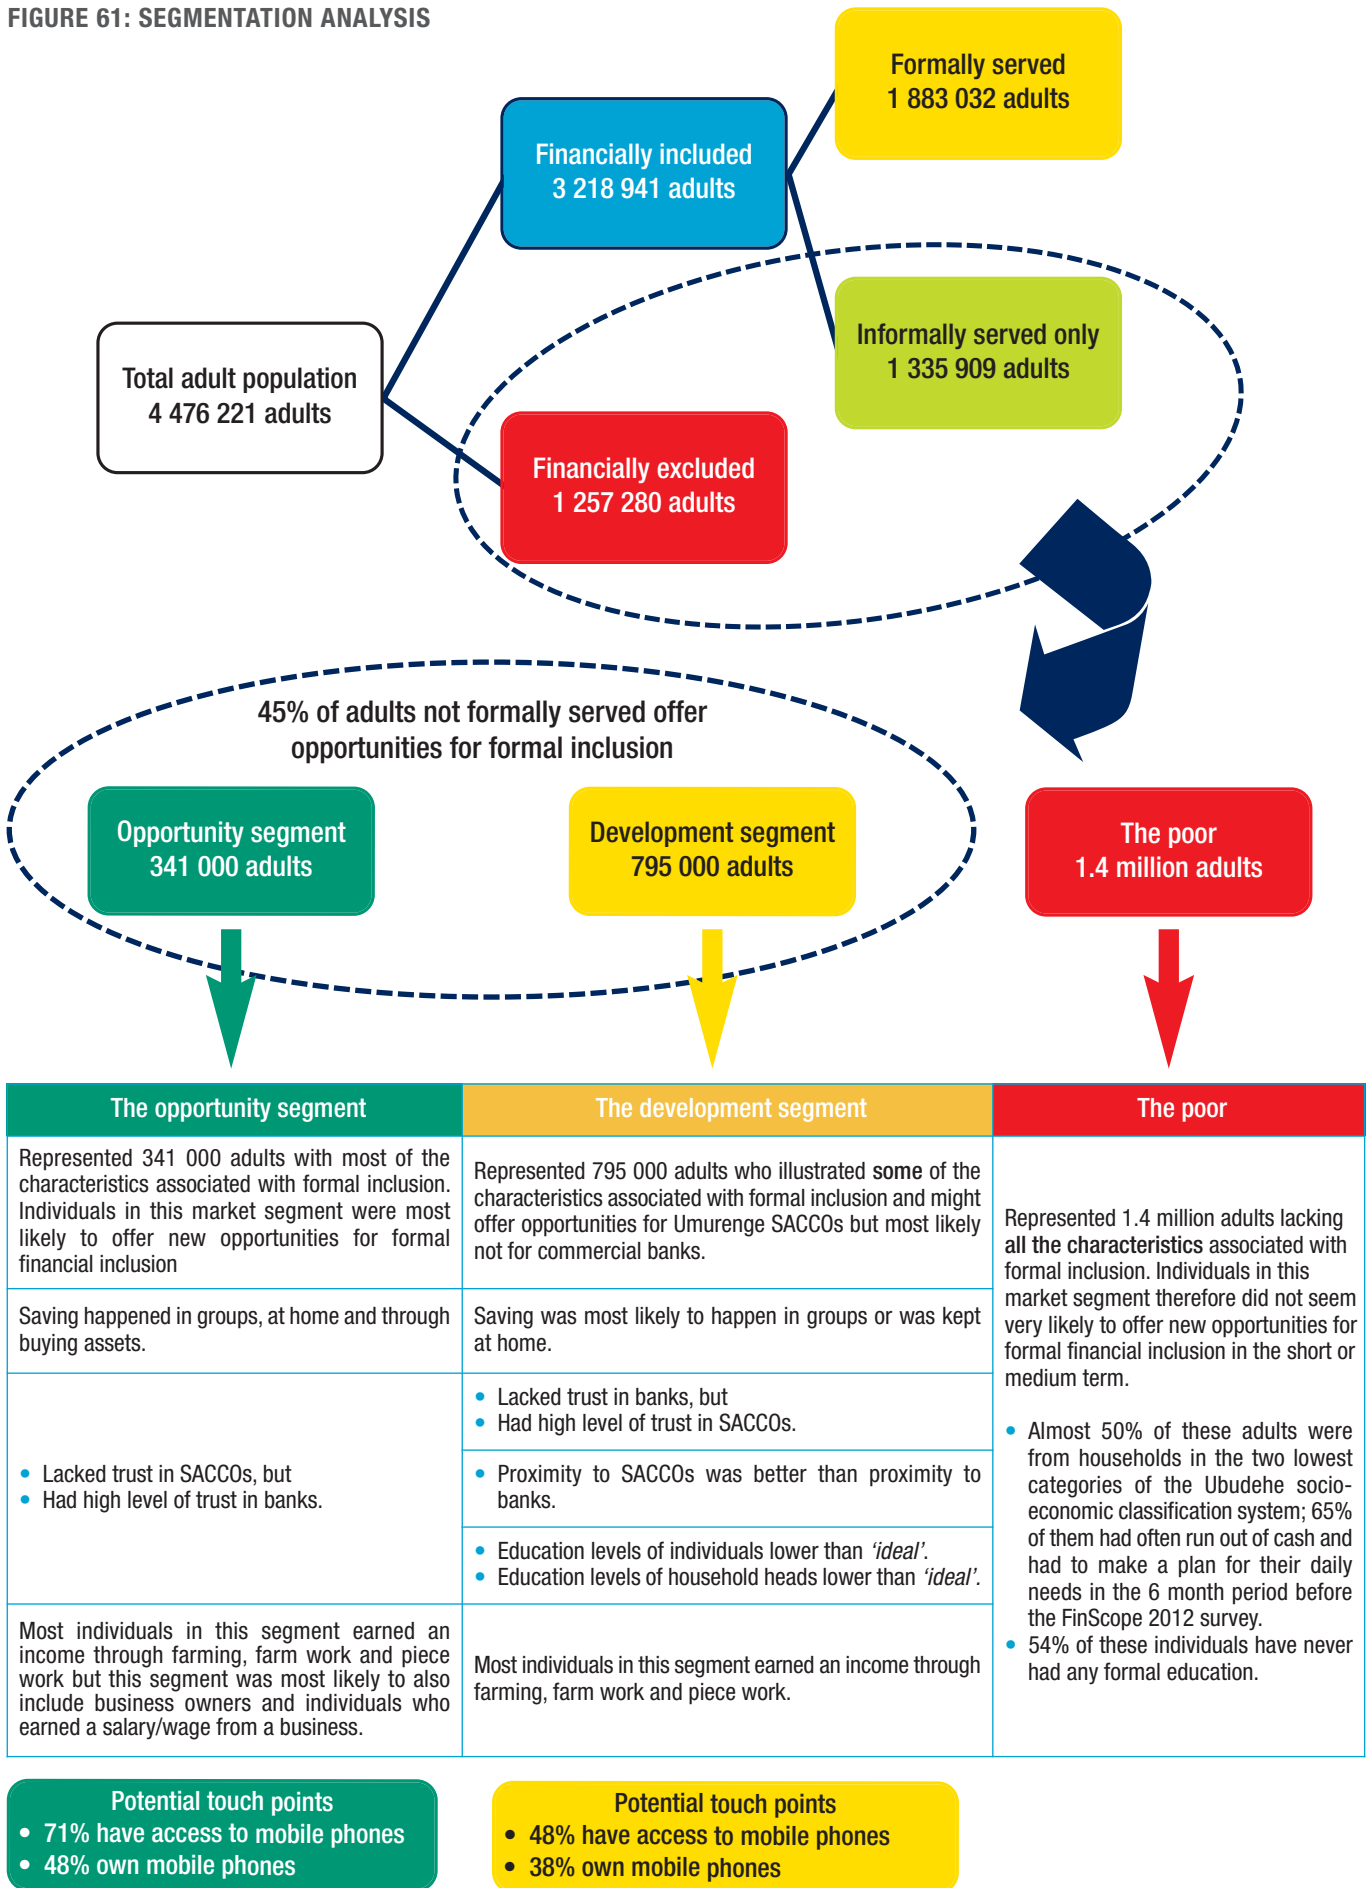 FIGURE 61: SEGMENTATION ANALYSIS
Formally served
1 883 032 adults
Financially included
3 218 941 adults
Informally served only
1 335 909 adults
Total adult population
4 476 221 adults
Financially excluded
1 257 280 adults
45% of adults not formally served offer
opportunities for formal inclusion
Opportunity segment
341 000 adults
Development segment
795 000 adults
The poor
1.4 million adults
The opportunity segment
Represented 341 000 adults with most of the
characteristics associated with formal inclusion.
Individuals in this market segment were most
likely to offer new opportunities for formal
financial inclusion
Saving happened in groups, at home and through
buying assets.
• Lacked trust in SACCOs, but
• Had high level of trust in banks.
Most individuals in this segment earned an
income through farming, farm work and piece
work but this segment was most likely to also
include business owners and individuals who
earned a salary/wage from a business.
The development segment
Represented 795 000 adults who illustrated some of the
characteristics associated with formal inclusion and might
offer opportunities for Umurenge SACCOs but most likely
not for commercial banks.
Saving was most likely to happen in groups or was kept
at home.
• Lacked trust in banks, but
• Had high level of trust in SACCOs.
• Proximity to SACCOs was better than proximity to
banks.
• Education levels of individuals lower than ‘ideal’.
• Education levels of household heads lower than ‘ideal’.
Most individuals in this segment earned an income through
farming, farm work and piece work.
The poor
Represented 1.4 million adults lacking
all the characteristics associated with
formal inclusion. Individuals in this
market segment therefore did not seem
very likely to offer new opportunities for
formal financial inclusion in the short or
medium term.
• Almost 50% of these adults were
from households in the two lowest
categories of the Ubudehe socio-
economic classification system; 65%
of them had often run out of cash and
had to make a plan for their daily
needs in the 6 month period before
the FinScope 2012 survey.
• 54% of these individuals have never
had any formal education.
Potential touch points
• 71% have access to mobile phones
• 48% own mobile phones
Potential touch points
• 48% have access to mobile phones
• 38% own mobile phones